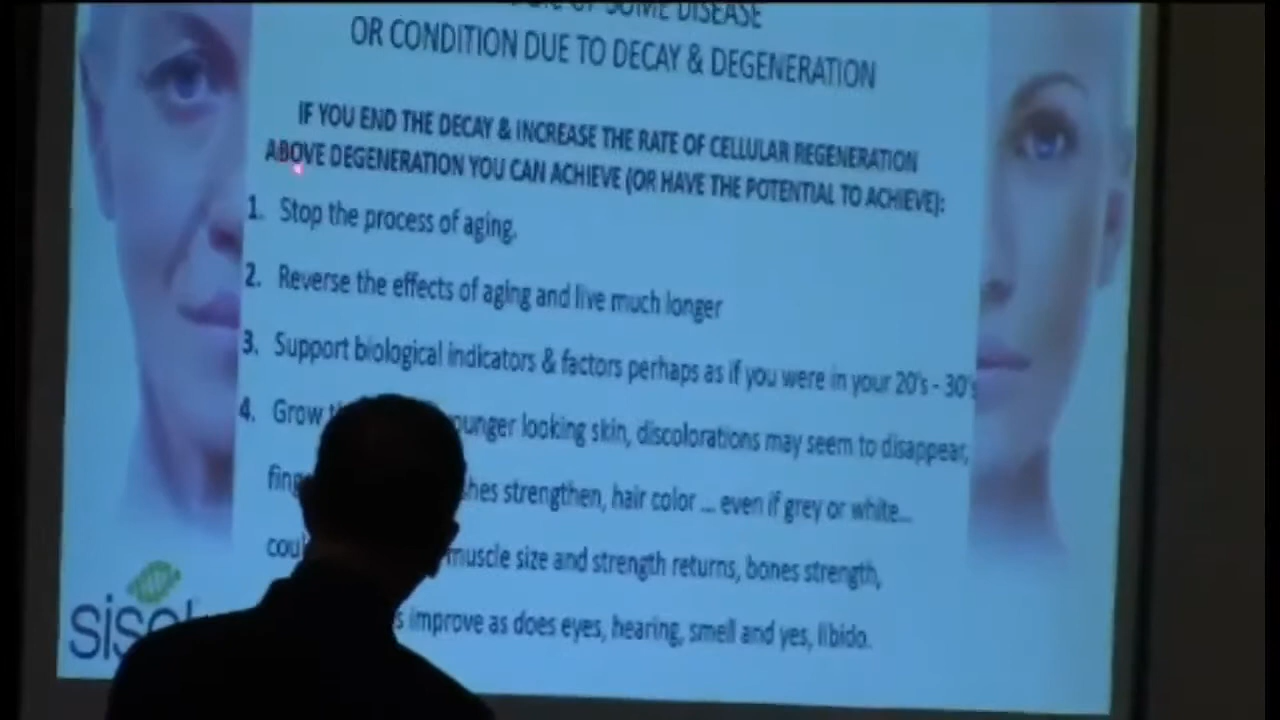 SOME DISEASE
OR CONDITION DUE TO DECAY & DEGENERATION
IF YOU END THE DECAY & INCREASE THE RATE OF CELLULAR REGENERATION
ABOVE DEGENERATION YOU CAN ACHIEVE (OR HAVE THE POTENTIAL TO ACHIEVE):
1. Stop the process of aging.
2. Reverse the effects of aging and live much longer
3. Support biological indicators & factors perhaps as if you were in your 20's - 30's
4. Grow younger looking skin, discolorations may seem to disappear,
strengthen, hair color ... even if grey or white...
muscle size and strength returns, bones strength,
improve as does eyes, hearing, smell and yes, libido.
sisel